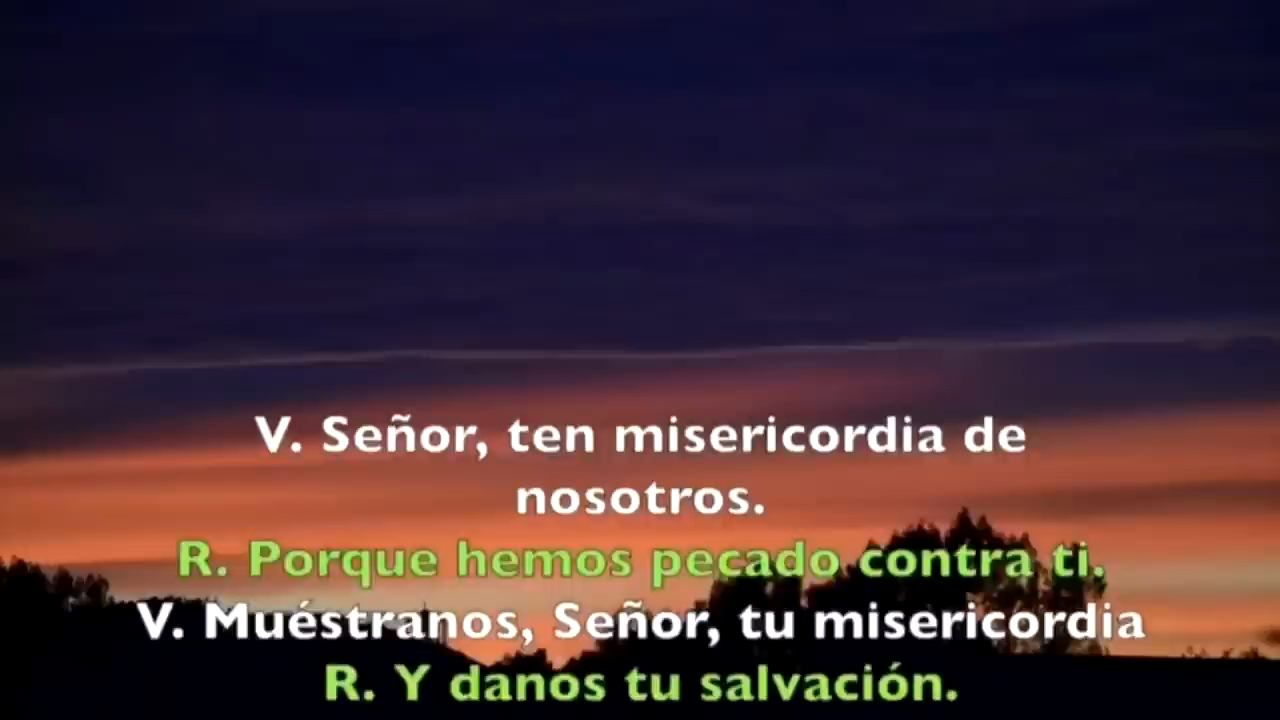 V. Señor, ten misericordia de
nosotros.
R. Porque hemos pecado contra ti.
V. Muéstranos, Señor, tu misericordia
R. Y danos tu salvación.